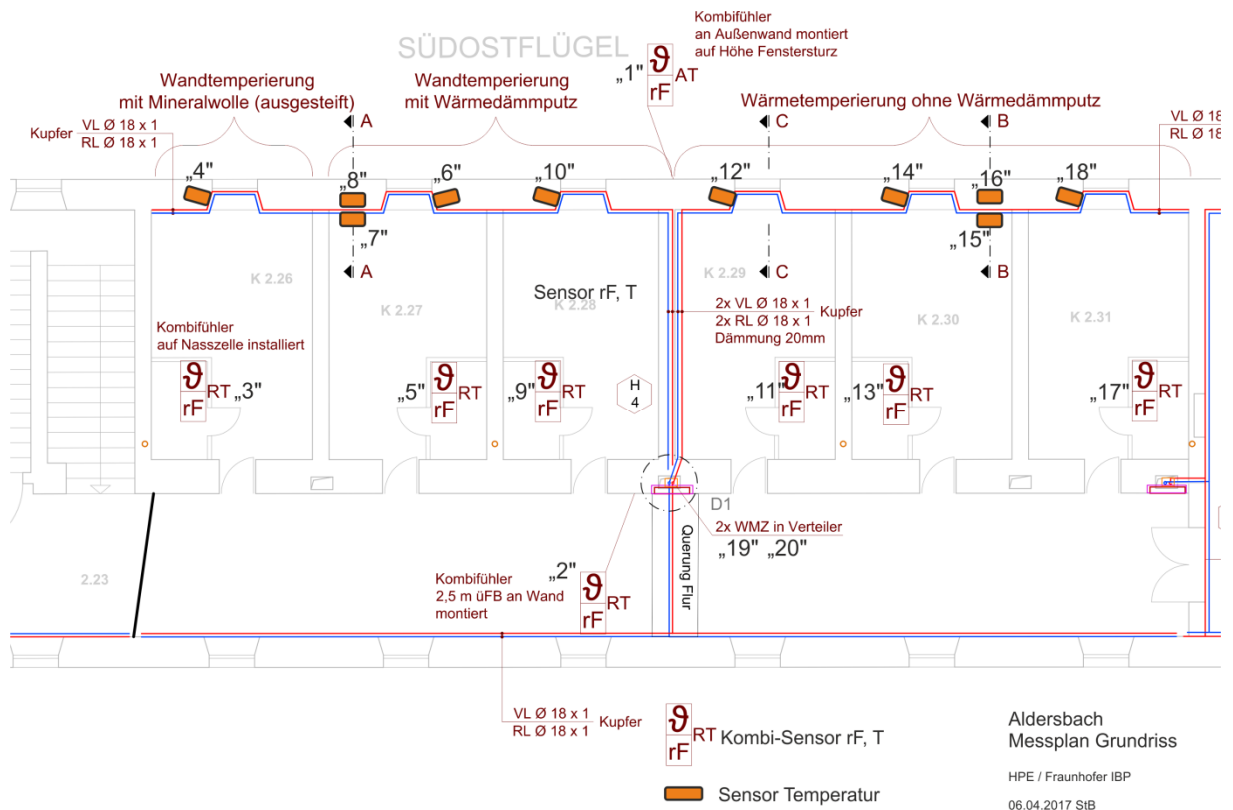 SÜDOSTFLÜGEL
Kombifühler
an Außenwand montiert
auf Höhe Fenstersturz
„1"
ϑ
rF
AT
Wandtemperierung
mit Mineralwolle (ausgesteift)
Wandtemperierung
mit Wärmedämmputz
Wärmetemperierung ohne Wärmedämmputz
Kupfer
VL Ø 18 x 1
RL Ø 18 x 1
A
C
B
VL Ø 18
RL Ø 18
„4"
„8"
„6"
„10"
„12"
„14"
„16"
„18"
„7"
„15"
A
C
B
K 2.26
K 2.27
K 2.28
K 2.29
K 2.30
K 2.31
Sensor rF, T
2x VL Ø 18 x 1
2x RL Ø 18 x 1
Kupfer
Dämmung 20mm
Kombifühler
auf Nasszelle installiert
ϑ
rF
RT
„3"
„5"
ϑ
rF
RT
„9"
ϑ
rF
RT
H
4
„11"
ϑ
rF
RT
„13"
ϑ
rF
RT
„17"
ϑ
rF
RT
D1
2x WMZ in Verteiler
„19" „20"
Querung Flur
2.23
Kombifühler
2,5 m üFB an Wand
montiert
„2"
ϑ
rF
RT
VL Ø 18 x 1
RL Ø 18 x 1
Kupfer
ϑ
rF
RT
Kombi-Sensor rF, T
Sensor Temperatur
Aldersbach
Messplan Grundriss
HPE / Fraunhofer IBP
06.04.2017 StB